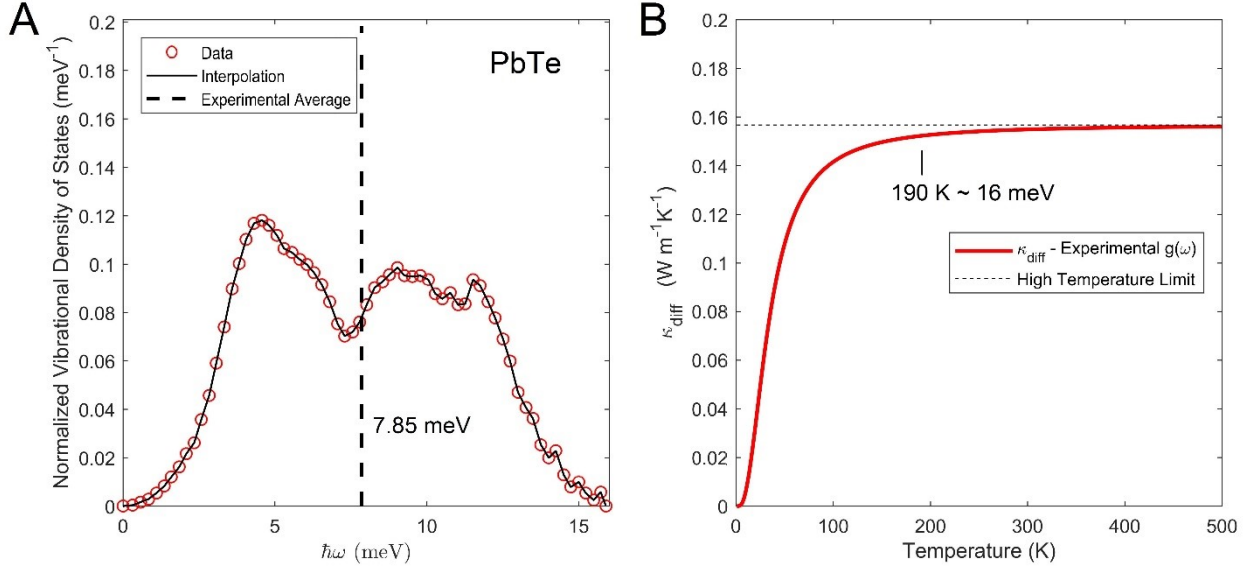 A
Normalized Vibrational Density of States (meV⁻¹)
0.2
0.18
0.16
0.14
0.12
0.1
0.08
0.06
0.04
0.02
0
Data
Interpolation
Experimental Average
PbTe
7.85 meV
0 5 10 15
ħω (meV)
B
κdiff (W m⁻¹K⁻¹)
0.2
0.18
0.16
0.14
0.12
0.1
0.08
0.06
0.04
0.02
0
190 K ~ 16 meV
κdiff - Experimental g(ω)
High Temperature Limit
0 100 200 300 400 500
Temperature (K)